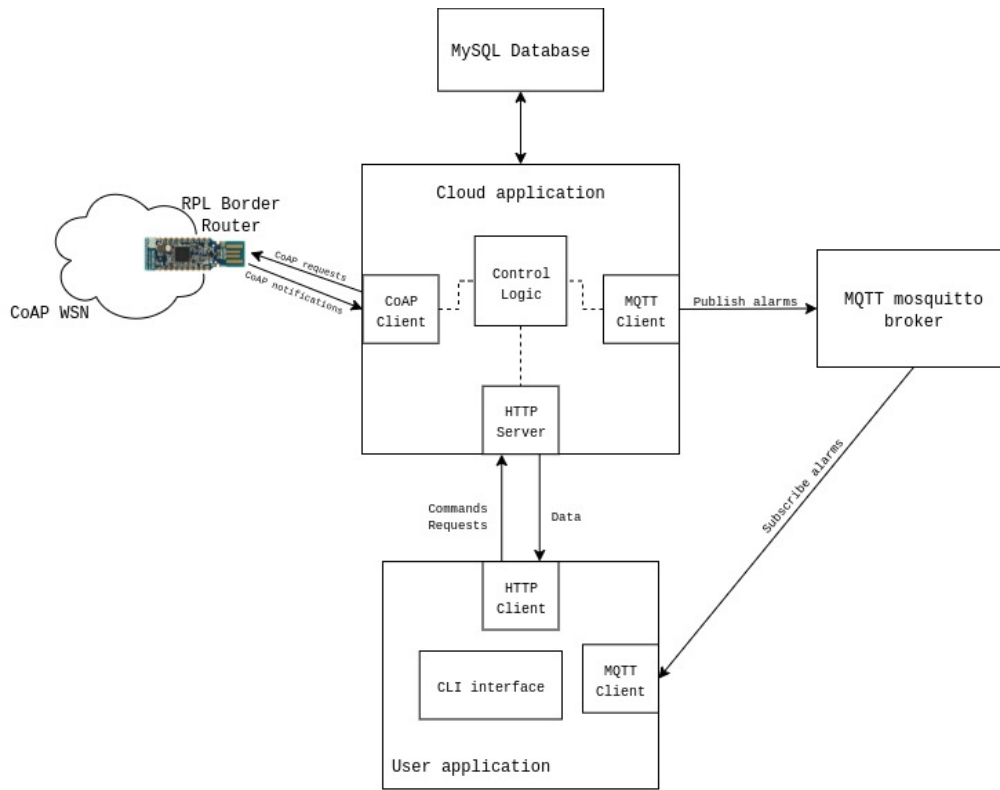 MySQL Database
Cloud application
RPL Border
Router
CoAP WSN
CoAP requests
CoAP notifications
CoAP
Client
Control
Logic
MQTT
Client
Publish alarms
MQTT mosquitto
broker
HTTP
Server
Commands
Requests
Data
Subscribe alarms
HTTP
Client
CLI interface
MQTT
Client
User application